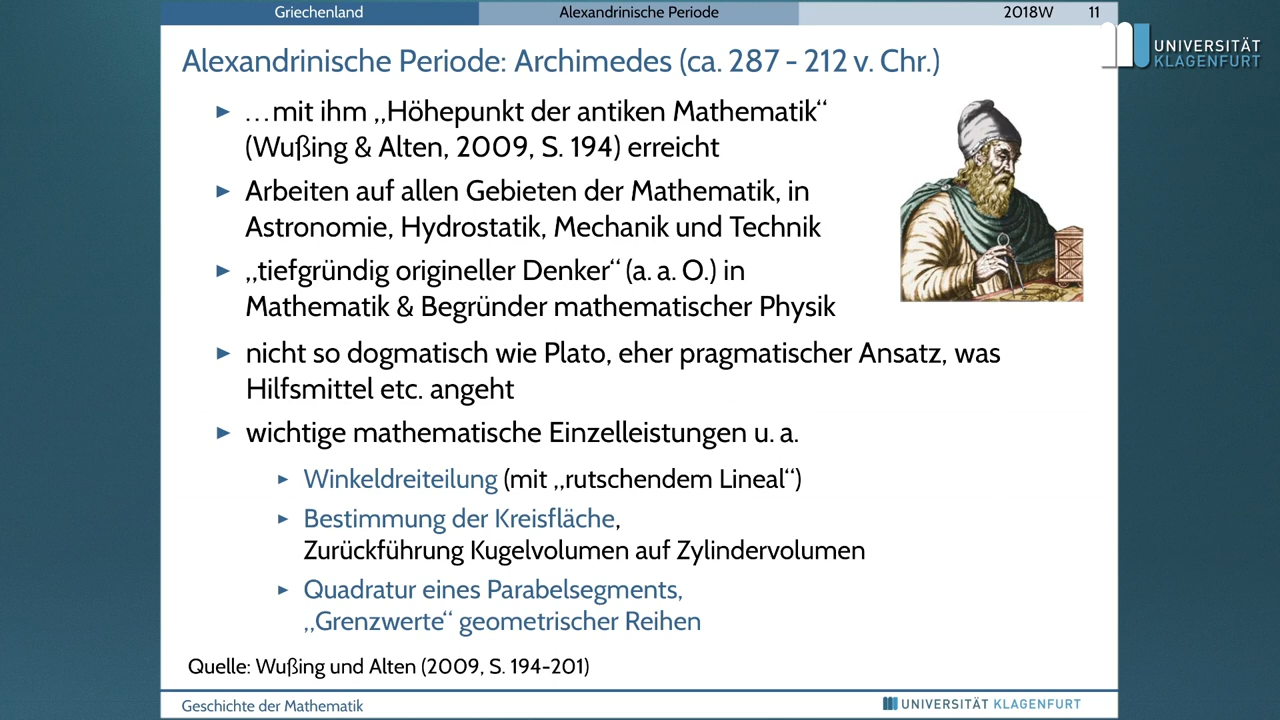 Griechenland Alexandrinische Periode 2018W 11
UNIVERSITÄT
KLAGENFURT
Alexandrinische Periode: Archimedes (ca. 287 - 212 v. Chr.)
▶ …mit ihm „Höhepunkt der antiken Mathematik“
(Wußing & Alten, 2009, S. 194) erreicht
▶ Arbeiten auf allen Gebieten der Mathematik, in
Astronomie, Hydrostatik, Mechanik und Technik
▶ „tiefgründig origineller Denker“ (a. a. O.) in
Mathematik & Begründer mathematischer Physik
▶ nicht so dogmatisch wie Plato, eher pragmatischer Ansatz, was
Hilfsmittel etc. angeht
▶ wichtige mathematische Einzelleistungen u. a.
▶ Winkeldreiteilung (mit „rutschendem Lineal“)
▶ Bestimmung der Kreisfläche,
Zurückführung Kugelvolumen auf Zylindervolumen
▶ Quadratur eines Parabelsegments,
„Grenzwerte“ geometrischer Reihen
Quelle: Wußing und Alten (2009, S. 194-201)
Geschichte der Mathematik UNIVERSITÄT KLAGENFURT